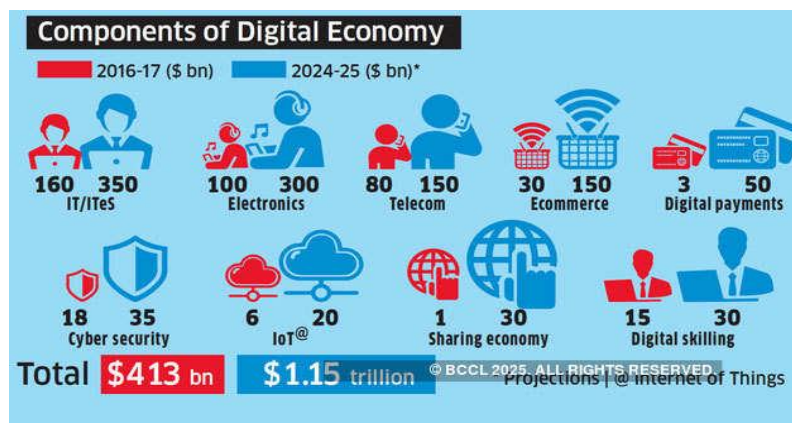 Components of Digital Economy
2016-17 ($ bn) 2024-25 ($ bn)*
160 350 100 300 80 150 30 150 3 50
IT/ITeS Electronics Telecom Ecommerce Digital payments
18 35 6 20 1 30 15 30
Cyber security IoT@ Sharing economy Digital skilling
Total $413 bn $1.15 trillion © BCCL 2025. ALL RIGHTS RESERVED.
Projections | @ Internet of Things